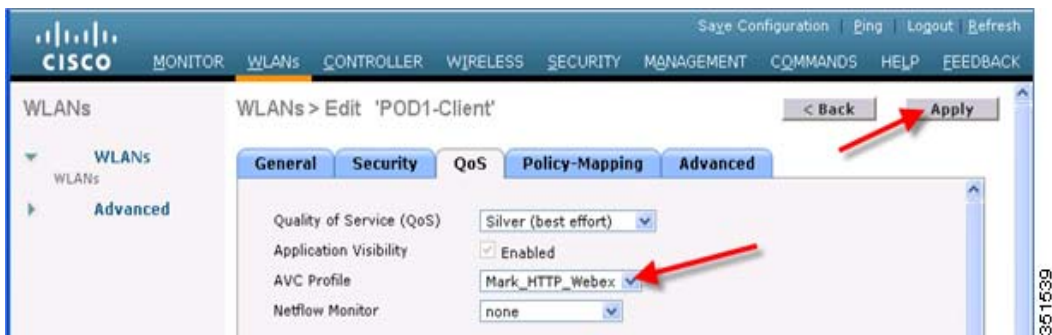 Save Configuration Ping Logout Refresh
CISCO MONITOR WLANs CONTROLLER WIRELESS SECURITY MANAGEMENT COMMANDS HELP FEEDBACK
WLANs
WLANs > Edit 'POD1-Client'
< Back
Apply
WLANs
WLANs
Advanced
General Security QoS Policy-Mapping Advanced
Quality of Service (QoS) Silver (best effort)
Application Visibility Enabled
AVC Profile Mark_HTTP_Webex
Netflow Monitor none
351539